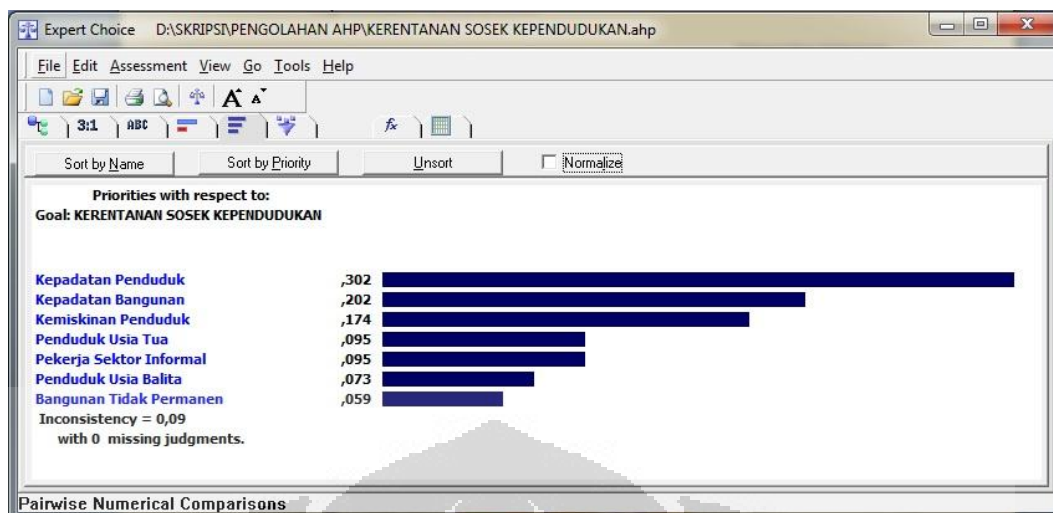 Expert Choice D:\SKRIPSI\PENGOLAHAN AHP\KERENTANAN SOSEK KEPENDUDUKAN.ahp
File Edit Assessment View Go Tools Help
A A
3:1 ABC fx
Sort by Name Sort by Priority Unsort Normalize
Priorities with respect to:
Goal: KERENTANAN SOSEK KEPENDUDUKAN
Kepadatan Penduduk ,302
Kepadatan Bangunan ,202
Kemiskinan Penduduk ,174
Penduduk Usia Tua ,095
Pekerja Sektor Informal ,095
Penduduk Usia Balita ,073
Bangunan Tidak Permanen ,059
Inconsistency = 0,09
with 0 missing judgments.
Pairwise Numerical Comparisons